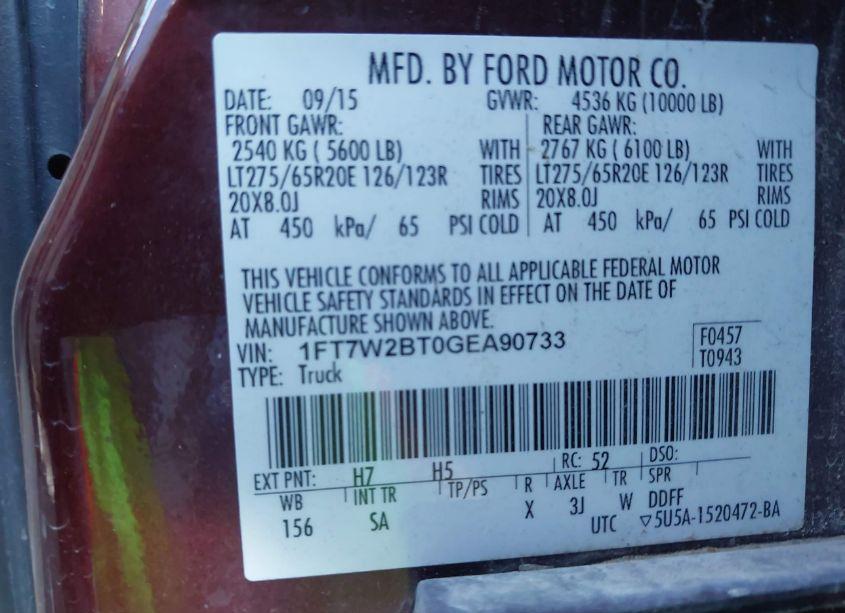 MFD. BY FORD MOTOR CO.
DATE: 09/15 GVWR: 4536 KG (10000 LB)
FRONT GAWR: REAR GAWR:
2540 KG ( 5600 LB) WITH 2767 KG ( 6100 LB) WITH
LT275/65R20E 126/123R TIRES LT275/65R20E 126/123R TIRES
20X8.0J RIMS 20X8.0J RIMS
AT 450 kPa/ 65 PSI COLD AT 450 kPa/ 65 PSI COLD
THIS VEHICLE CONFORMS TO ALL APPLICABLE FEDERAL MOTOR
VEHICLE SAFETY STANDARDS IN EFFECT ON THE DATE OF
MANUFACTURE SHOWN ABOVE.
VIN: 1FT7W2BT0GEA90733 F0457
TYPE: Truck T0943
EXT PNT: H7 H5 RC: 52 DSO:
WB INT TR TP/PS R AXLE TR SPR
156 SA X 3J W DDFF
UTC ▽5U5A-1520472-BA